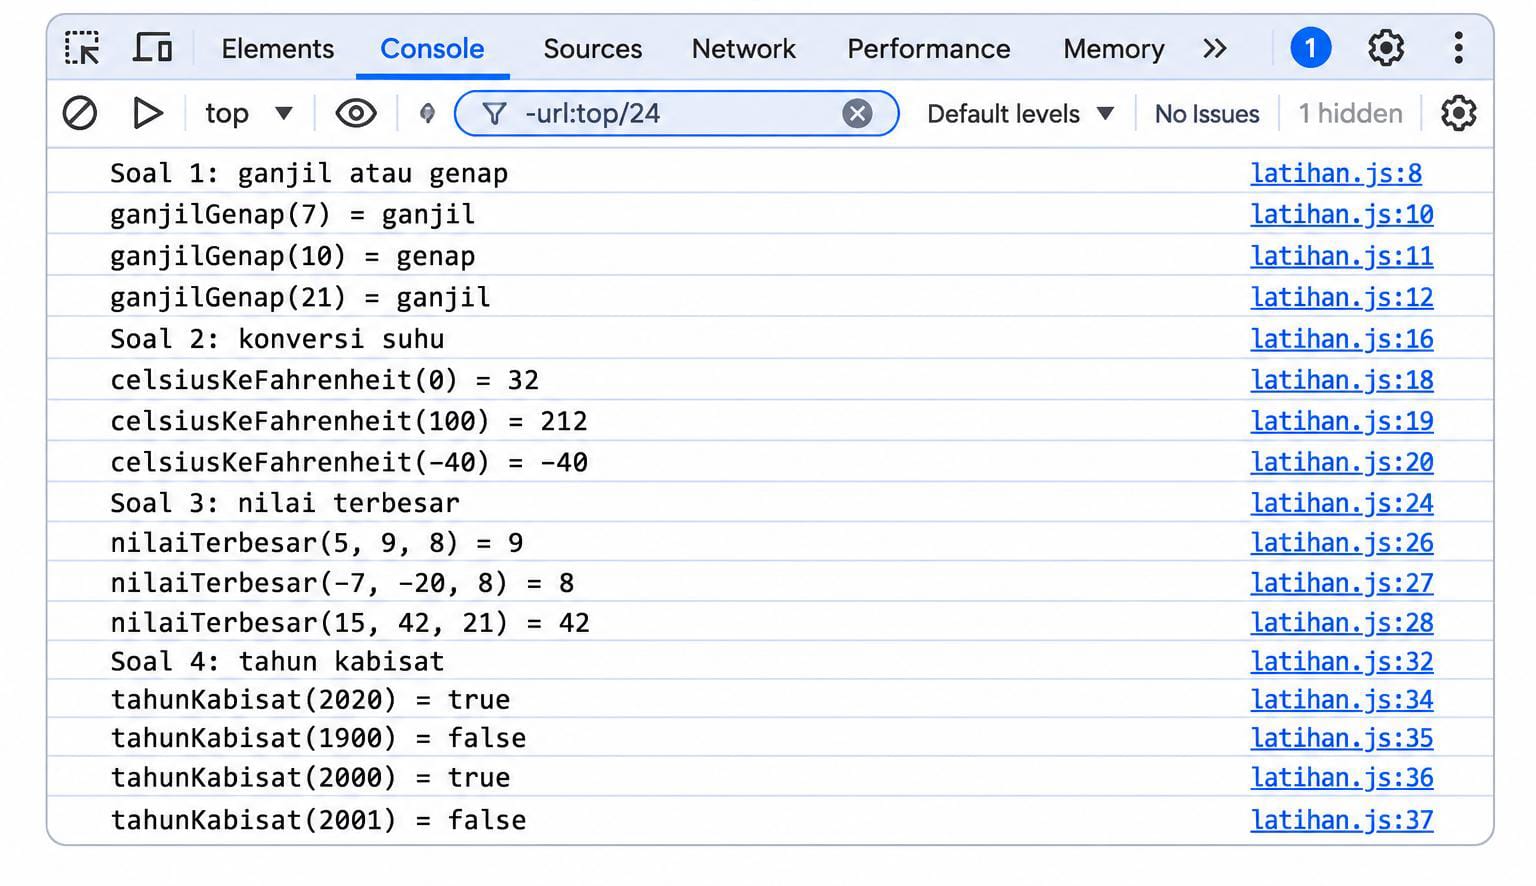 Elements Console Sources Network Performance Memory 1
top -url:top/24 Default levels No Issues 1 hidden
Soal 1: ganjil atau genap latihan.js:8
ganjilGenap(7) = ganjil latihan.js:10
ganjilGenap(10) = genap latihan.js:11
ganjilGenap(21) = ganjil latihan.js:12
Soal 2: konversi suhu latihan.js:16
celsiusKeFahrenheit(0) = 32 latihan.js:18
celsiusKeFahrenheit(100) = 212 latihan.js:19
celsiusKeFahrenheit(-40) = -40 latihan.js:20
Soal 3: nilai terbesar latihan.js:24
nilaiTerbesar(5, 9, 8) = 9 latihan.js:26
nilaiTerbesar(-7, -20, 8) = 8 latihan.js:27
nilaiTerbesar(15, 42, 21) = 42 latihan.js:28
Soal 4: tahun kabisat latihan.js:32
tahunKabisat(2020) = true latihan.js:34
tahunKabisat(1900) = false latihan.js:35
tahunKabisat(2000) = true latihan.js:36
tahunKabisat(2001) = false latihan.js:37